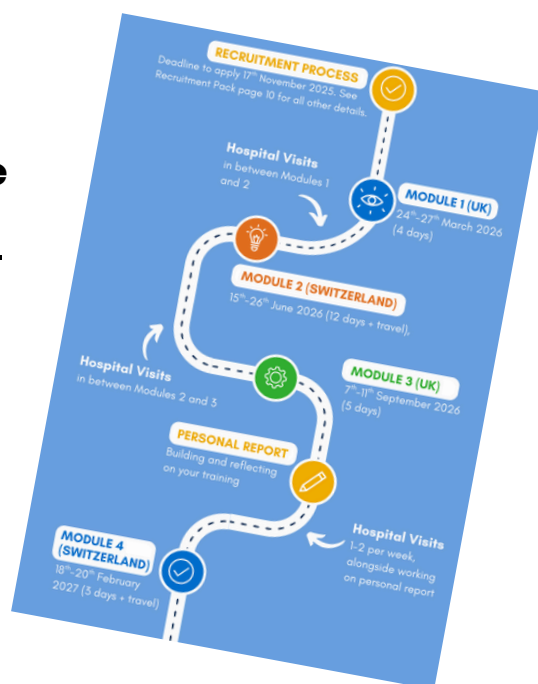 e
.
RECRUITMENT PROCESS
Deadline to apply 17th November 2025. See
Recruitment Pack page 10 for all other details.
Hospital Visits
in between Modules 1
and 2
MODULE 1 (UK)
24th-27th March 2026
(4 days)
MODULE 2 (SWITZERLAND)
15th-26th June 2026 (12 days + travel),
Hospital Visits
in between Modules 2 and 3
MODULE 3 (UK)
7th-11th September 2026
(5 days)
PERSONAL REPORT
Building and reflecting
on your training
Hospital Visits
1-2 per week,
alongside working
on personal report
MODULE 4
(SWITZERLAND)
18th-20th February
2027 (3 days + travel)